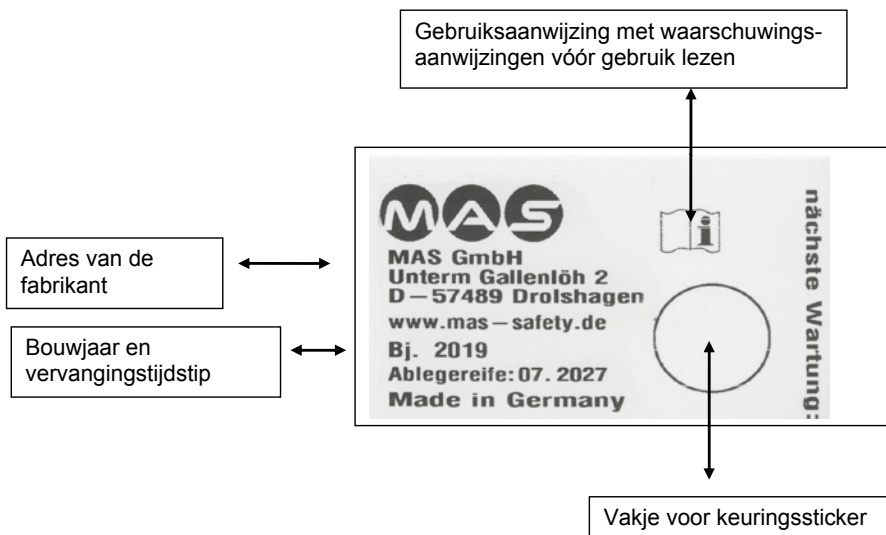 Gebruiksaanwijzing met waarschuwings-
aanwijzingen vóór gebruik lezen
MAS
MAS GmbH
Unterm Gallenlöh 2
D – 57489 Drolshagen
www.mas – safety.de
Bj. 2019
Ablegereife: 07. 2027
Made in Germany
nächste Wartung:
Adres van de
fabrikant
Bouwjaar en
vervangingstijdstip
Vakje voor keuringssticker